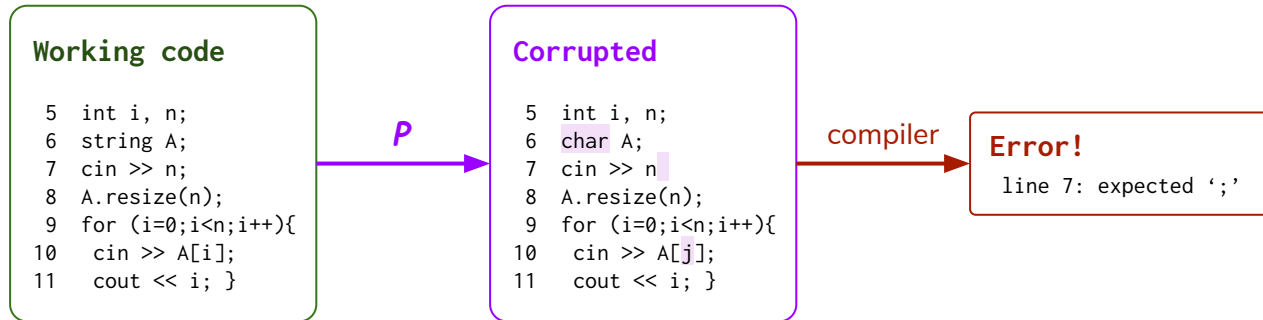 Working code
5 int i, n;
6 string A;
7 cin >> n;
8 A.resize(n);
9 for (i=0;i<n;i++){
10 cin >> A[i];
11 cout << i; }
P
Corrupted
5 int i, n;
6 char A;
7 cin >> n
8 A.resize(n);
9 for (i=0;i<n;i++){
10 cin >> A[j];
11 cout << i; }
compiler
Error!
line 7: expected ‘;’